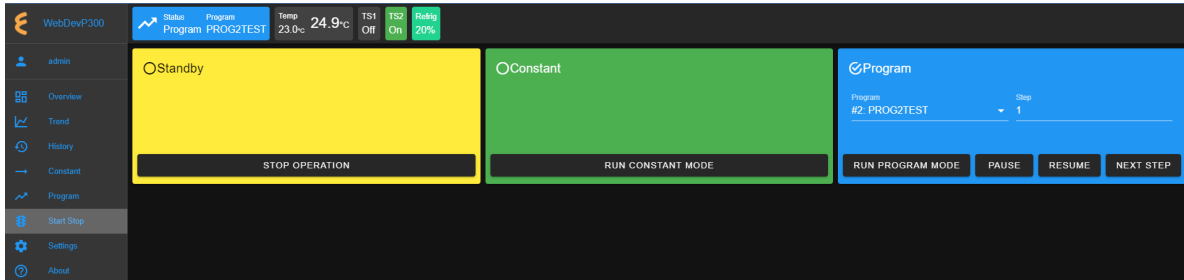 WebDevP300
Status Program
Program PROG2TEST
Temp
23.0°C 24.9°C
TS1
Off
TS2
On
Refrig
20%
admin
Overview
Trend
History
Constant
Program
Start Stop
Settings
About
Standby
STOP OPERATION
Constant
RUN CONSTANT MODE
Program
Program Step
#2: PROG2TEST 1
RUN PROGRAM MODE PAUSE RESUME NEXT STEP